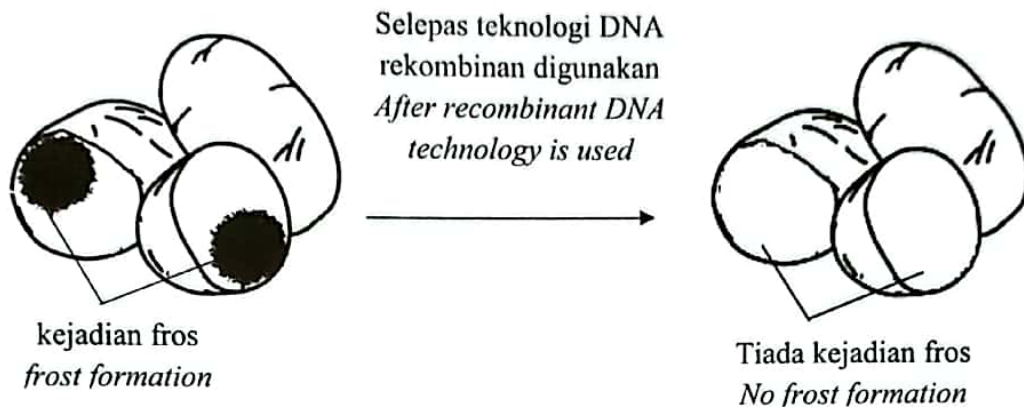 Selepas teknologi DNA
rekombinan digunakan
After recombinant DNA
technology is used
kejadian fros
frost formation
Tiada kejadian fros
No frost formation